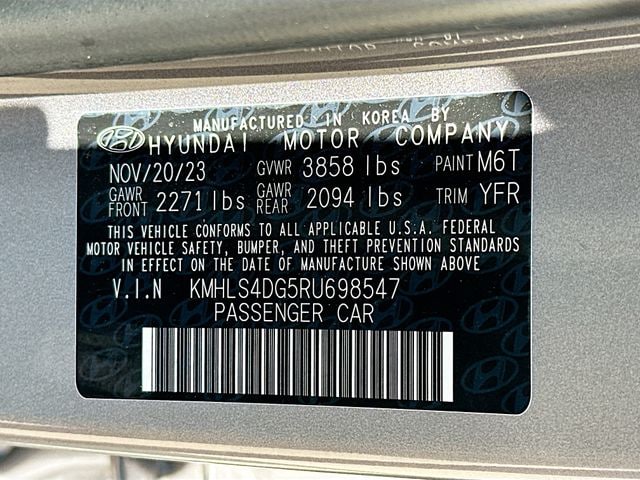 MANUFACTURED IN KOREA BY
HYUNDAI MOTOR COMPANY
NOV/20/23 GVWR 3858 lbs PAINT M6T
GAWR FRONT 2271 lbs GAWR REAR 2094 lbs TRIM YFR
THIS VEHICLE CONFORMS TO ALL APPLICABLE U.S.A. FEDERAL
MOTOR VEHICLE SAFETY, BUMPER, AND THEFT PREVENTION STANDARDS
IN EFFECT ON THE DATE OF MANUFACTURE SHOWN ABOVE
V.I.N KMHLS4DG5RU698547
PASSENGER CAR